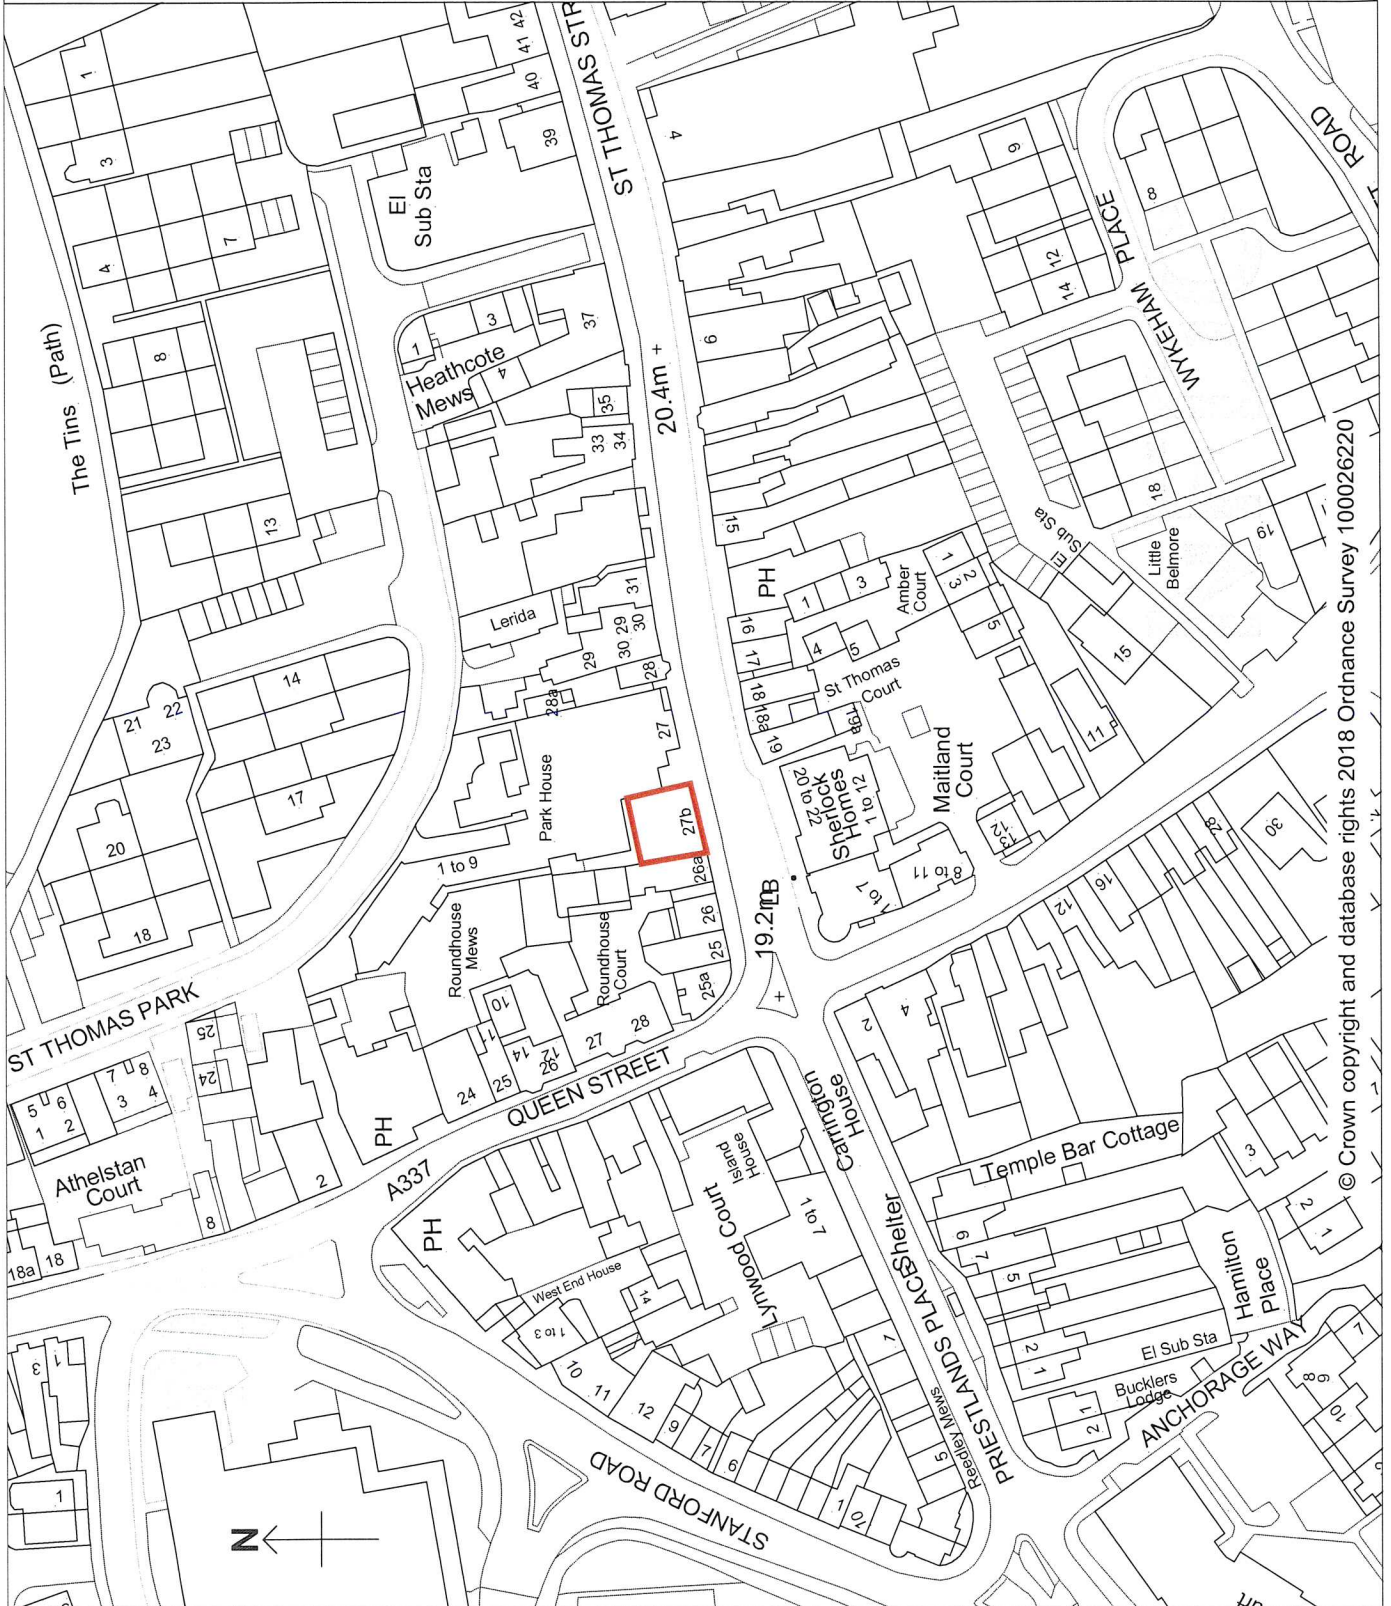 The Tins (Path)
1
3
4
7
8
13
El
Sub Sta
42
41
40
39
ST THOMAS STR
4
1
3
Heathcote
Mews
4
37
35
33
34
20.4m
9
15
PH
6
12
14
WYKEHAM PLACE
8
18
19
El Sub Sta
Little
Belmore
14
21
22
23
17
20
18
Lerida
31
29
30
29
30
28
28a
27
27b
Park House
1 to 9
Roundhouse
Mews
Roundhouse
Court
26a
26
25
25a
19.2m
LB
16
17
18
18a
19
19a
1
3
4
5
Amber
Court
1
2
3
5
St Thomas
Court
20 to 22
Sherlock
Homes
1 to 12
Maitland
Court
1 to 7
8 to 11
12
11
15
12
16
28
30
ST THOMAS PARK
25
24
5
6
1
2
7
8
3
4
Athelstan
Court
18a
18
8
2
PH
24
25
11
10
14
12
26
27
28
QUEEN STREET
A337
PH
West End House
1 to 3
14
Island
House
Lynwood Court
1 to 7
Carrington
House
2
4
Temple Bar Cottage
3
2
1
Hamilton
Place
Shelter
PRIESTLANDS PLACE
6
7
5
2
1
El Sub Sta
Bucklers
Lodge
1
2
ANCHORAGE WAY
7
8
9
10
10
11
12
9
7
6
1
70
7
5
Reedley Mews
STANFORD ROAD
3
1
1
N
ROAD
© Crown copyright and database rights 2018 Ordnance Survey 100026220